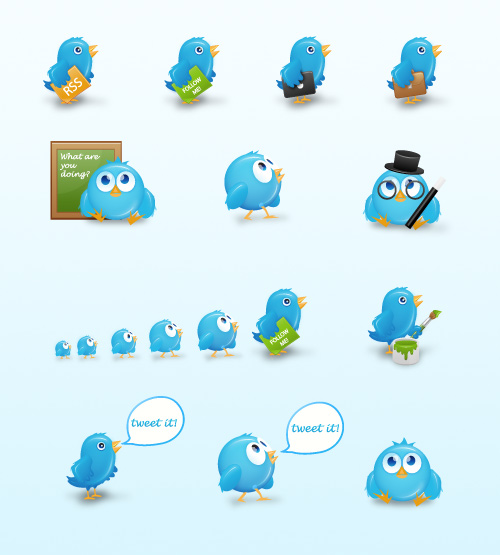 RSS
FOLLOW
ME!
What are
you
doing?
FOLLOW
ME!
tweet it!
tweet it!